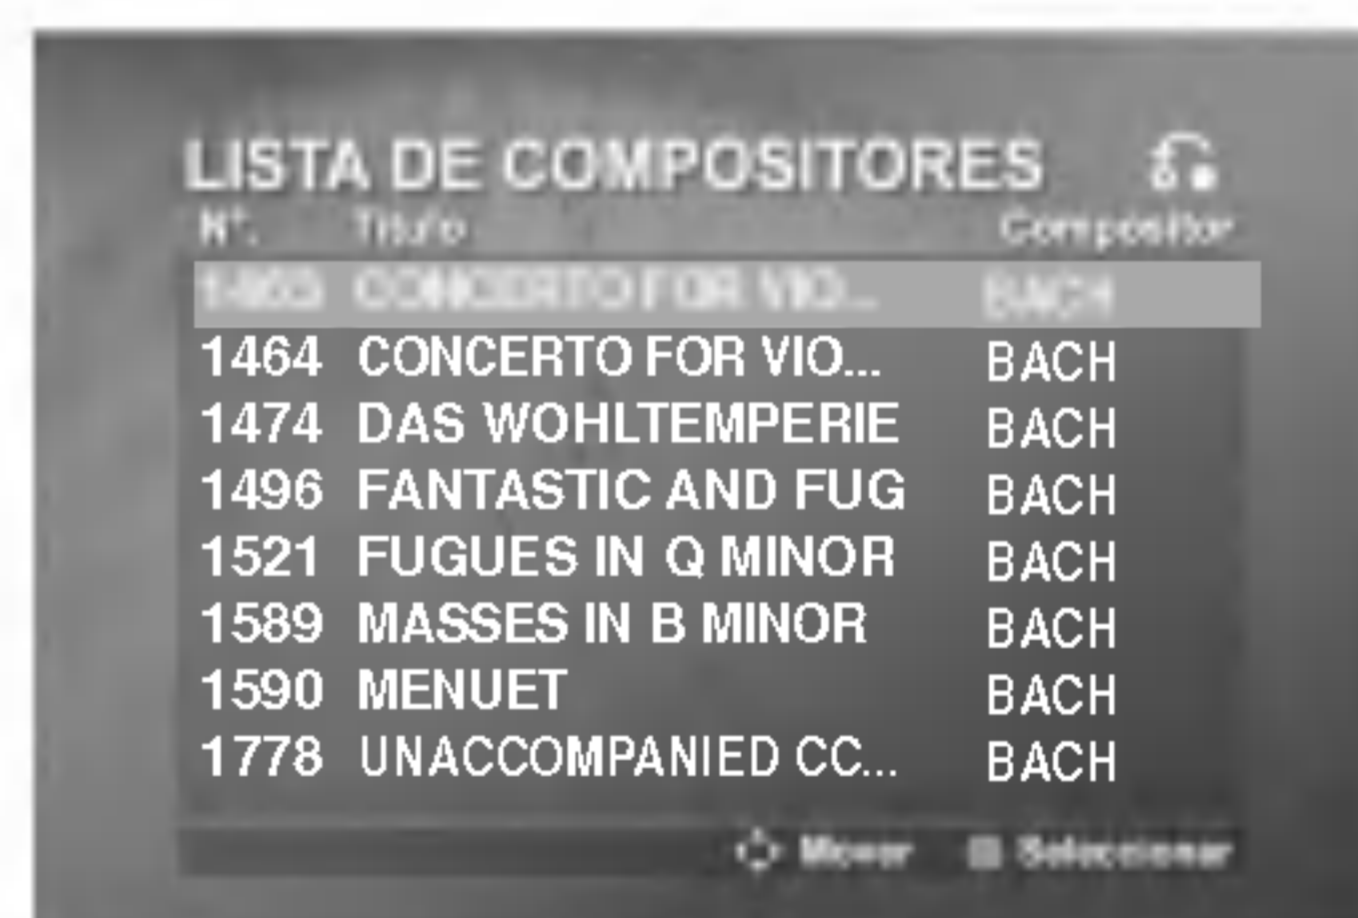 LISTA DE COMPOSITORES
Nº. Título Compositor
CONCERTO FOR VIO... BACH
1464 CONCERTO FOR VIO... BACH
1474 DAS WOHLTEMPERIE BACH
1496 FANTASTIC AND FUG BACH
1521 FUGUES IN Q MINOR BACH
1589 MASSES IN B MINOR BACH
1590 MENUET BACH
1778 UNACCOMPANIED CC... BACH
Mover Seleccionar